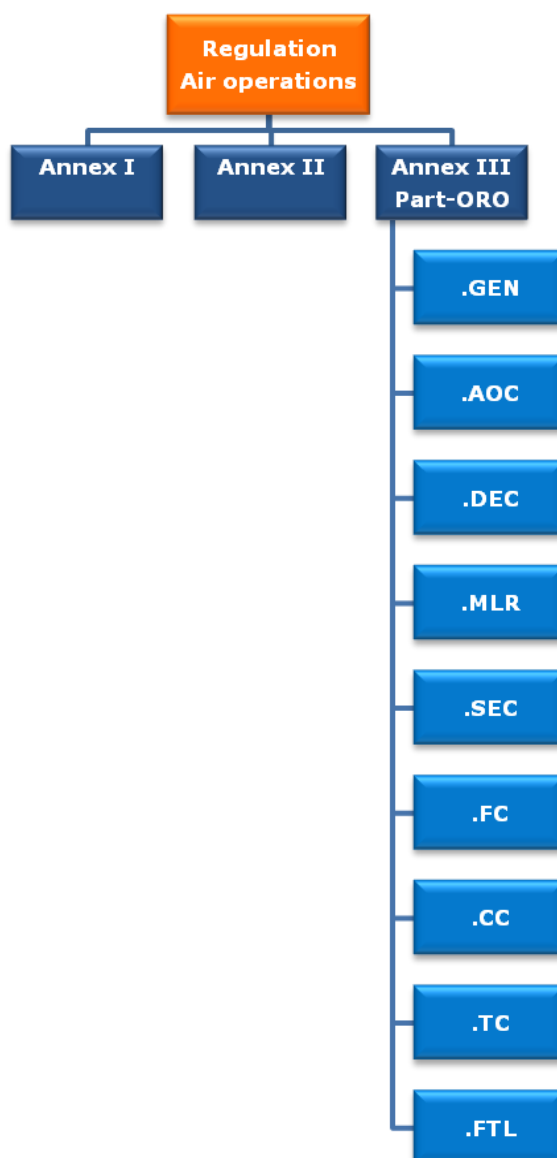 Regulation
Air operations
Annex I
Annex II
Annex III
Part-ORO
.GEN
.AOC
.DEC
.MLR
.SEC
.FC
.CC
.TC
.FTL